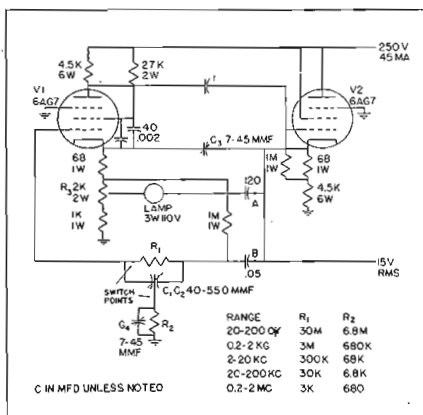 4.5K
6W
27K
2W
250V
45MA
V1
6AG7
V2
6AG7
.1
40
.002
C3 7-45 MMF
68
1W
1M
1W
68
1W
R3 2K
2W
LAMP
3W 110V
120
A
4.5K
6W
1K
1W
1M
1W
R1
B
.05
15V
RMS
SWITCH
POINTS
C1 C2 40-550 MMF
C4
7-45
MMF
R2
RANGE R1 R2
20-200 CY 30M 6.8M
0.2-2 KC 3M 680K
2-20 KC 300K 68K
20-200KC 30K 6.8K
0.2-2 MC 3K 680
C IN MFD UNLESS NOTED